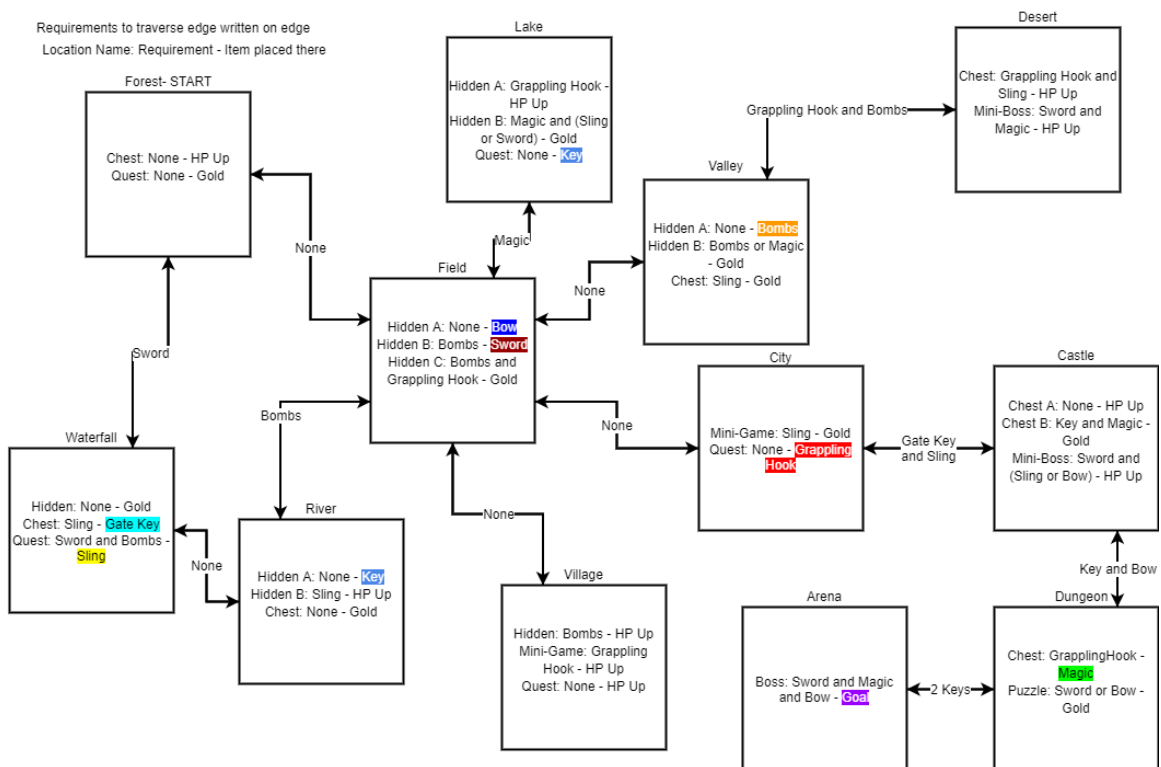 Requirements to traverse edge written on edge
Location Name: Requirement - Item placed there
Forest- START
Chest: None - HP Up
Quest: None - Gold
Lake
Hidden A: Grappling Hook -
HP Up
Hidden B: Magic and (Sling
or Sword) - Gold
Quest: None - Key
Desert
Chest: Grappling Hook and
Sling - HP Up
Mini-Boss: Sword and
Magic - HP Up
Grappling Hook and Bombs
Valley
Hidden A: None - Bombs
Hidden B: Bombs or Magic
- Gold
Chest: Sling - Gold
None
Magic
None
Field
Hidden A: None - Bow
Hidden B: Bombs - Sword
Hidden C: Bombs and
Grappling Hook - Gold
Sword
Bombs
None
None
City
Mini-Game: Sling - Gold
Quest: None - Grappling
Hook
Gate Key
and Sling
Castle
Chest A: None - HP Up
Chest B: Key and Magic -
Gold
Mini-Boss: Sword and
(Sling or Bow) - HP Up
Waterfall
Hidden: None - Gold
Chest: Sling - Gate Key
Quest: Sword and Bombs -
Sling
None
River
Hidden A: None - Key
Hidden B: Sling - HP Up
Chest: None - Gold
Village
Hidden: Bombs - HP Up
Mini-Game: Grappling
Hook - HP Up
Quest: None - HP Up
Key and Bow
Arena
Boss: Sword and Magic
and Bow - Goal
2 Keys
Dungeon
Chest: GrapplingHook -
Magic
Puzzle: Sword or Bow -
Gold